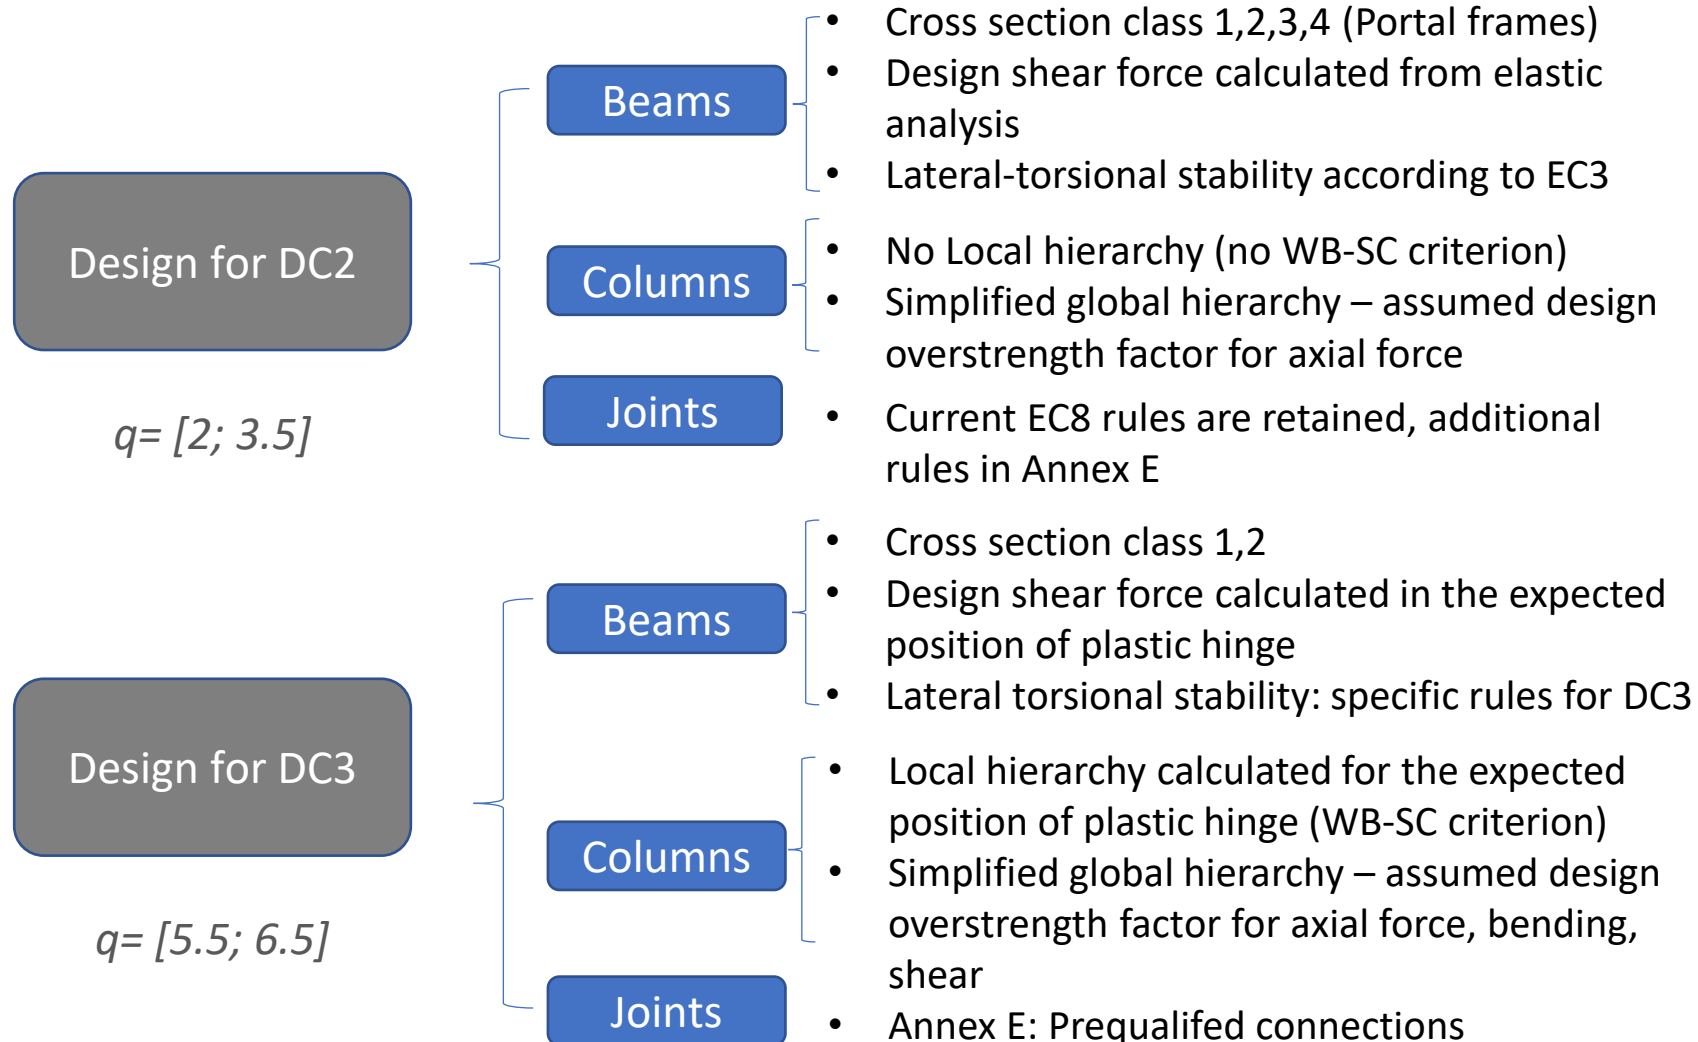 Design for DC2
q= [2; 3.5]
Beams
• Cross section class 1,2,3,4 (Portal frames)
• Design shear force calculated from elastic
analysis
• Lateral-torsional stability according to EC3
Columns
• No Local hierarchy (no WB-SC criterion)
• Simplified global hierarchy – assumed design
overstrength factor for axial force
Joints
• Current EC8 rules are retained, additional
rules in Annex E
Design for DC3
q= [5.5; 6.5]
Beams
• Cross section class 1,2
• Design shear force calculated in the expected
position of plastic hinge
• Lateral torsional stability: specific rules for DC3
Columns
• Local hierarchy calculated for the expected
position of plastic hinge (WB-SC criterion)
• Simplified global hierarchy – assumed design
overstrength factor for axial force, bending,
shear
Joints
• Annex E: Prequalifed connections